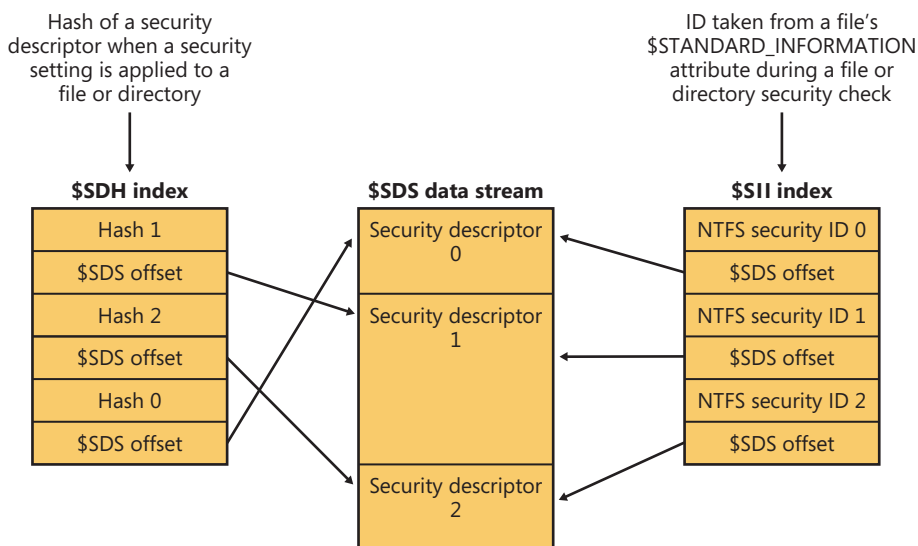 Hash of a security
descriptor when a security
setting is applied to a
file or directory
ID taken from a file's
$STANDARD_INFORMATION
attribute during a file or
directory security check
$SDH index
Hash 1
$SDS offset
Hash 2
$SDS offset
Hash 0
$SDS offset
$SDS data stream
Security descriptor
0
Security descriptor
1
Security descriptor
2
$SII index
NTFS security ID 0
$SDS offset
NTFS security ID 1
$SDS offset
NTFS security ID 2
$SDS offset